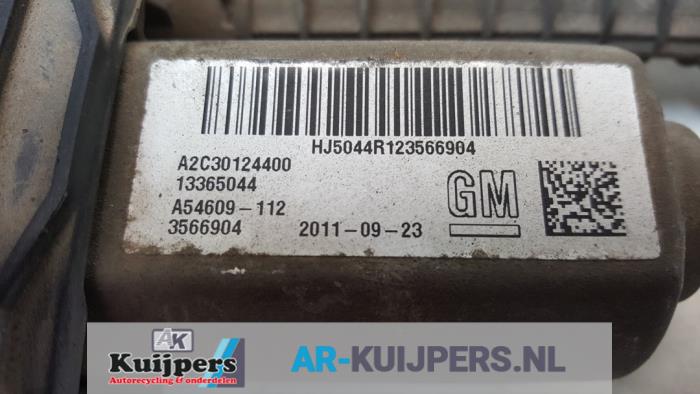 HJ5044R123566904
A2C30124400
13365044
A54609-112
3566904 2011-09-23
GM
AK
Kuijpers
Autorecycling & onderdelen
AR-KUIJPERS.NL